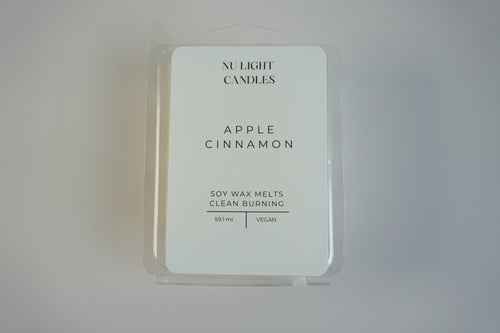 NU LIGHT
CANDLES
APPLE
CINNAMON
SOY WAX MELTS
CLEAN BURNING
59.1 ml | VEGAN